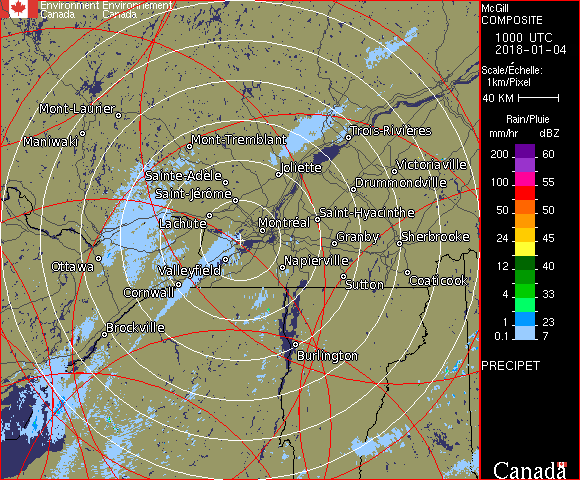 Environment Environnement
Canada Canada
Mont-Laurier
Maniwaki
Mont-Tremblant
Trois-Rivières
Sainte-Adèle
Joliette
Victoriaville
Saint-Jérôme
Drummondville
Lachute
Montréal
Saint-Hyacinthe
Granby
Sherbrooke
Ottawa
Valleyfield
Napierville
Cornwall
Sutton
Coaticook
Brockville
Burlington
McGill
COMPOSITE
1000 UTC
2018-01-04
Scale/Échelle:
1km/Pixel
40 KM
Rain/Pluie
mm/hr dBZ
200 60
150 57
100 55
50 50
24 45
12 40
4 33
1 23
0.1 7
PRECIPET
Canada